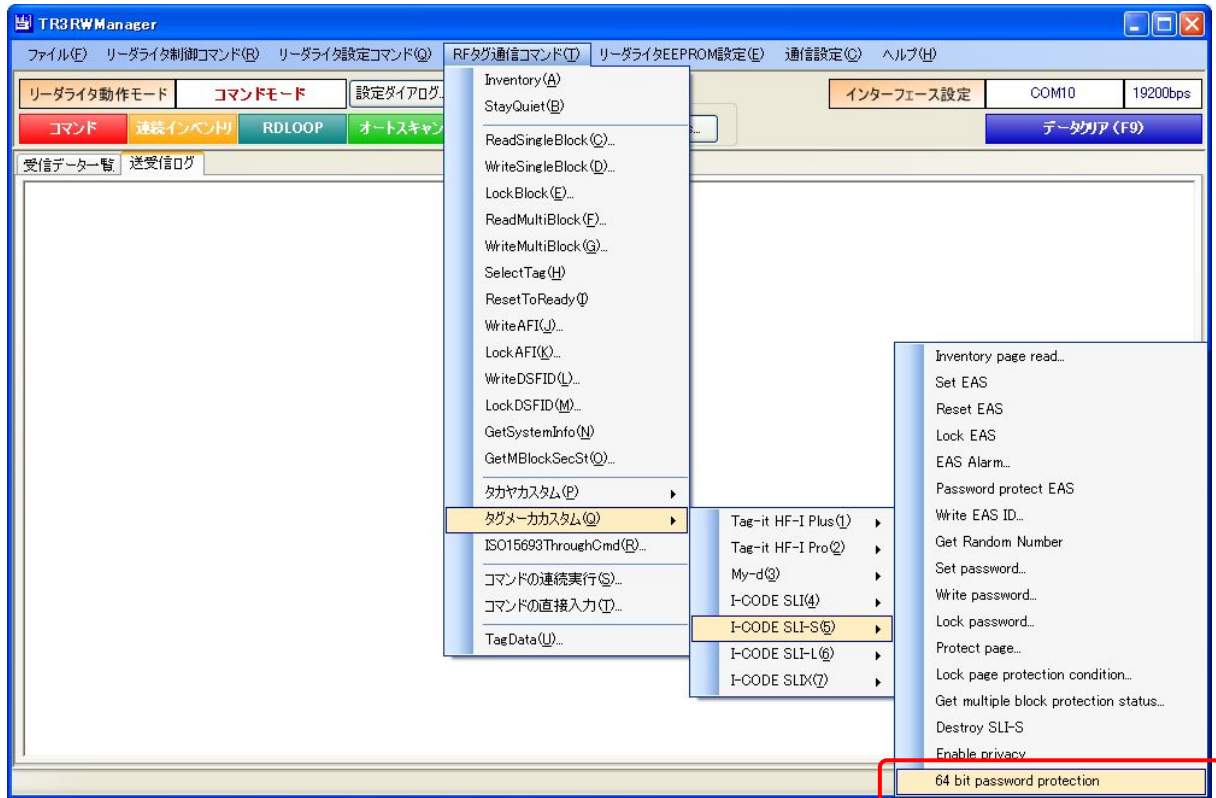 TR3RWManager
ファイル(F) リーダライタ制御コマンド(R) リーダライタ設定コマンド(Q) RFタグ通信コマンド(T) リーダライタEEPROM設定(E) 通信設定(C) ヘルプ(H)
リーダライタ動作モード コマンドモード 設定ダイアログ... インターフェース設定 COM10 19200bps
コマンド 連続インベントリ RDLOOP オートスキャン データクリア(F9)
受信データ一覧 送受信ログ
Inventory(A)
StayQuiet(B)
ReadSingleBlock(C)...
WriteSingleBlock(D)...
LockBlock(E)...
ReadMultiBlock(F)...
WriteMultiBlock(G)...
SelectTag(H)
ResetToReady(I)
WriteAFI(J)...
LockAFI(K)...
WriteDSFID(L)...
LockDSFID(M)...
GetSystemInfo(N)
GetMBlockSecSt(O)...
タカヤカスタム(P)
タグメーカカスタム(Q)
ISO15693ThroughCmd(R)...
コマンドの連続実行(S)...
コマンドの直接入力(T)...
TagData(U)...
Tag-it HF-I Plus(1)
Tag-it HF-I Pro(2)
My-d(3)
I-CODE SLI(4)
I-CODE SLI-S(5)
I-CODE SLI-L(6)
I-CODE SLIX(7)
Inventory page read...
Set EAS
Reset EAS
Lock EAS
EAS Alarm...
Password protect EAS
Write EAS ID...
Get Random Number
Set password...
Write password...
Lock password...
Protect page...
Lock page protection condition...
Get multiple block protection status...
Destroy SLI-S
Enable privacy
64 bit password protection